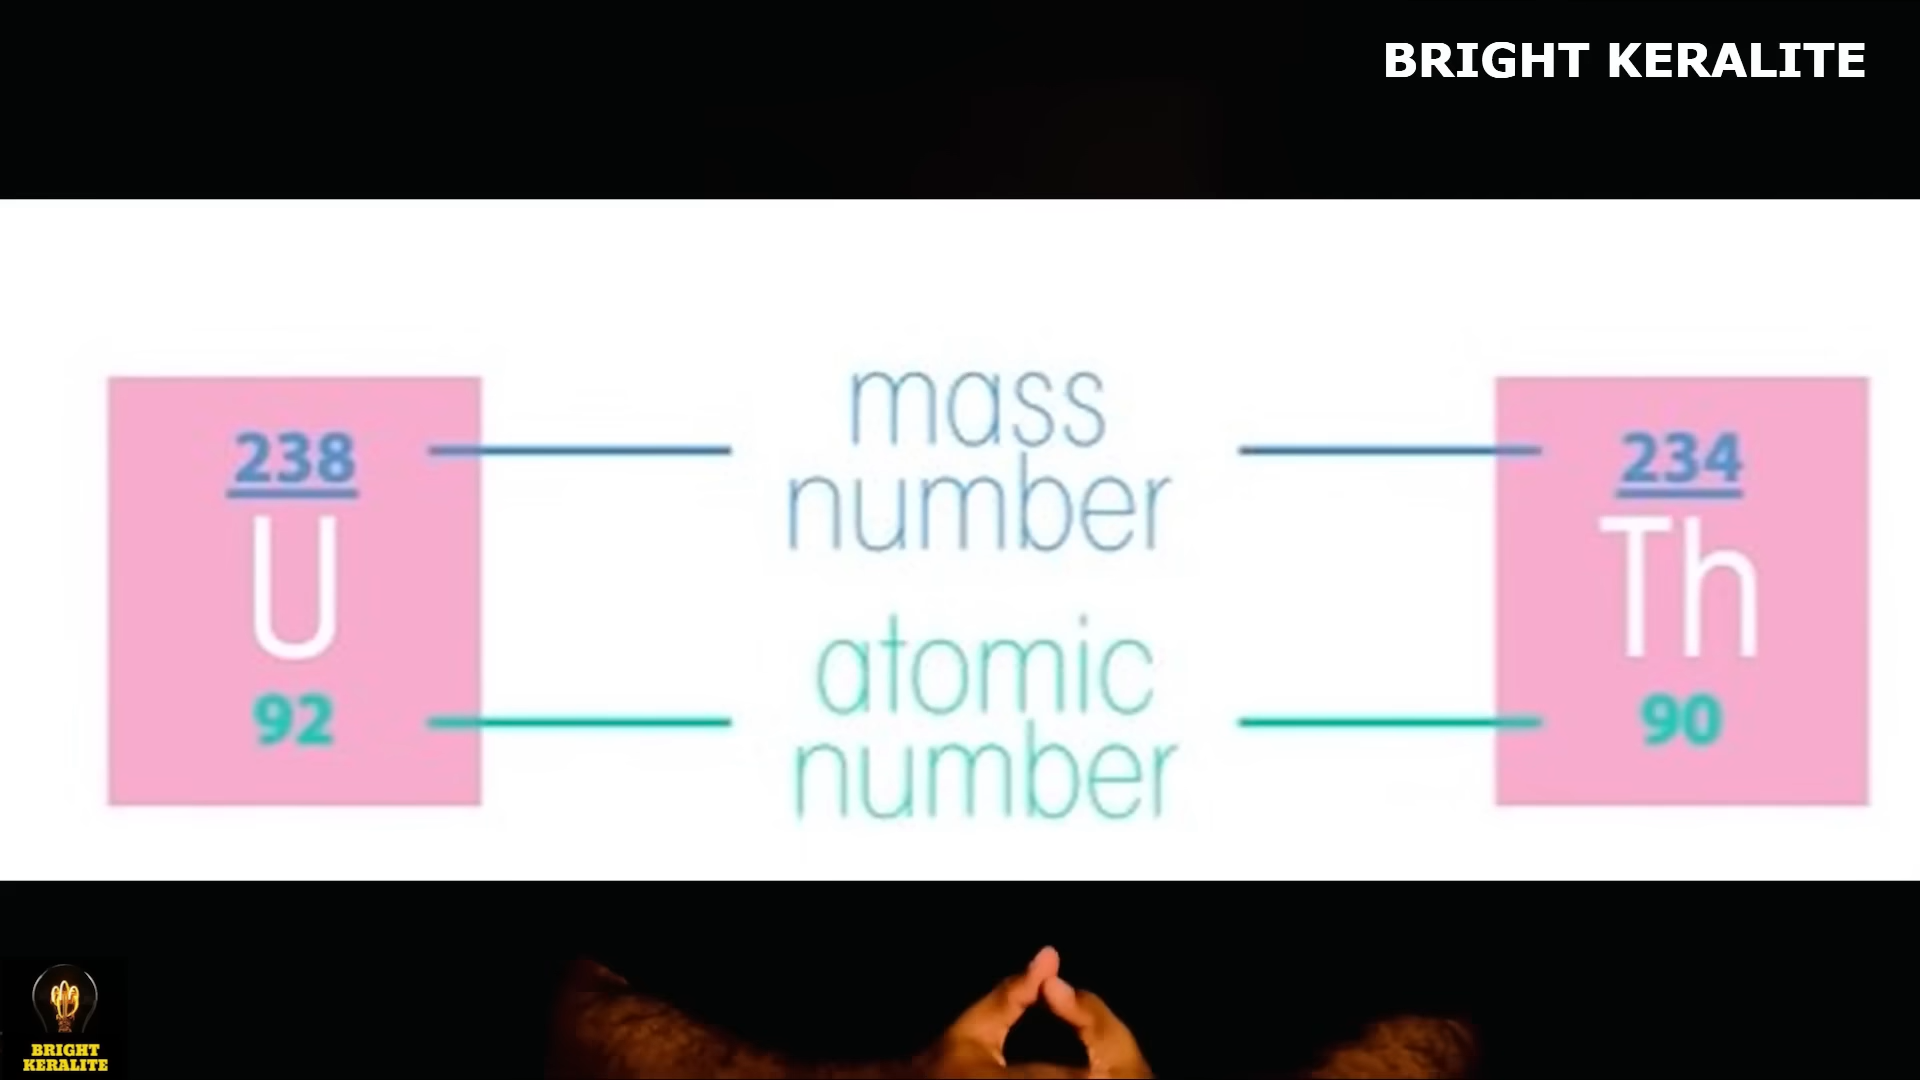 BRIGHT KERALITE
238
U
92
mass
number
atomic
number
234
Th
90
BRIGHT
KERALITE